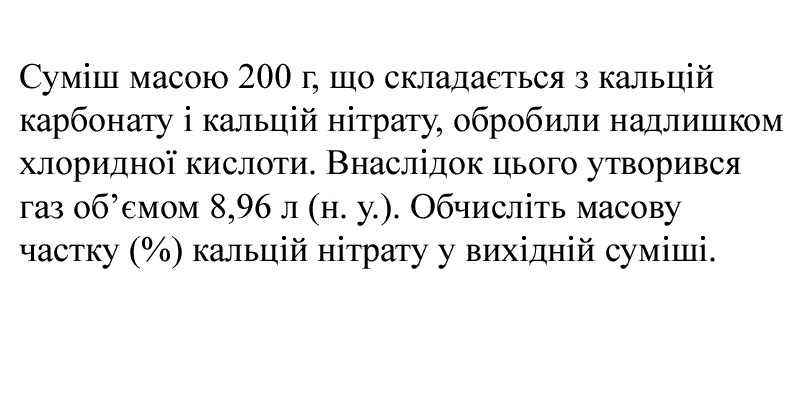 Суміш масою 200 г, що складається з кальцій
карбонату і кальцій нітрату, обробили надлишком
хлоридної кислоти. Внаслідок цього утворився
газ об’ємом 8,96 л (н. у.). Обчисліть масову
частку (%) кальцій нітрату у вихідній суміші.